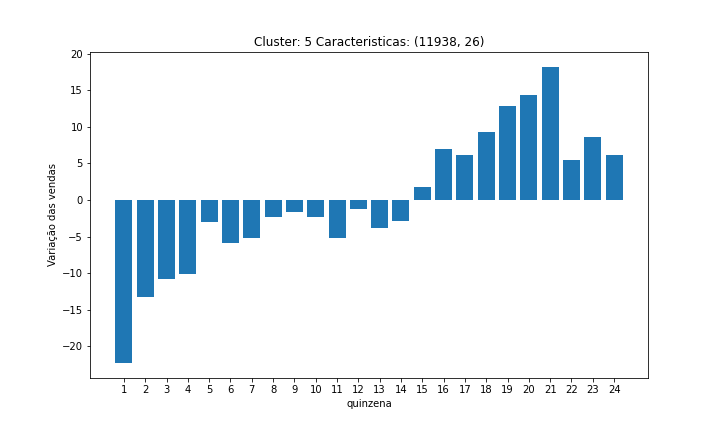 Cluster: 5 Caracteristicas: (11938, 26)
20
15
10
5
0
−5
−10
−15
−20
Variação das vendas
1 2 3 4 5 6 7 8 9 10 11 12 13 14 15 16 17 18 19 20 21 22 23 24
quinzena